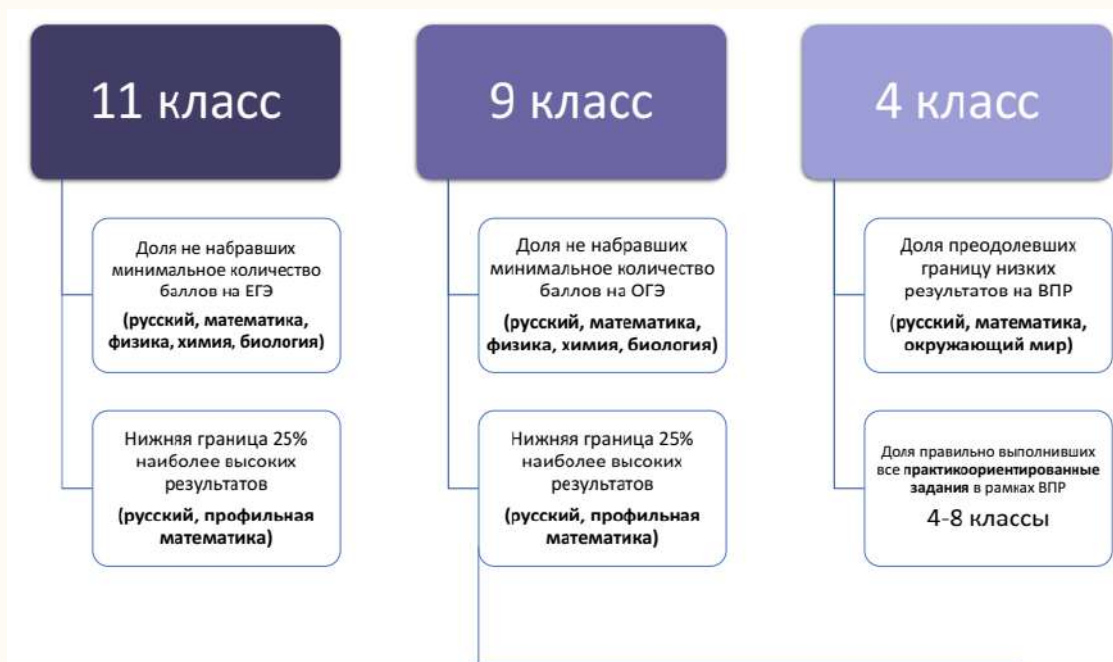 11 класс
Доля не набравших
минимальное количество
баллов на ЕГЭ
(русский, математика,
физика, химия, биология)
Нижняя граница 25%
наиболее высоких
результатов
(русский, профильная
математика)
9 класс
Доля не набравших
минимальное количество
баллов на ОГЭ
(русский, математика,
физика, химия, биология)
Нижняя граница 25%
наиболее высоких
результатов
(русский, профильная
математика)
4 класс
Доля преодолевших
границу низких
результатов на ВПР
(русский, математика,
окружающий мир)
Доля правильно выполнивших
все практикоориентированные
задания в рамках ВПР
4-8 классы